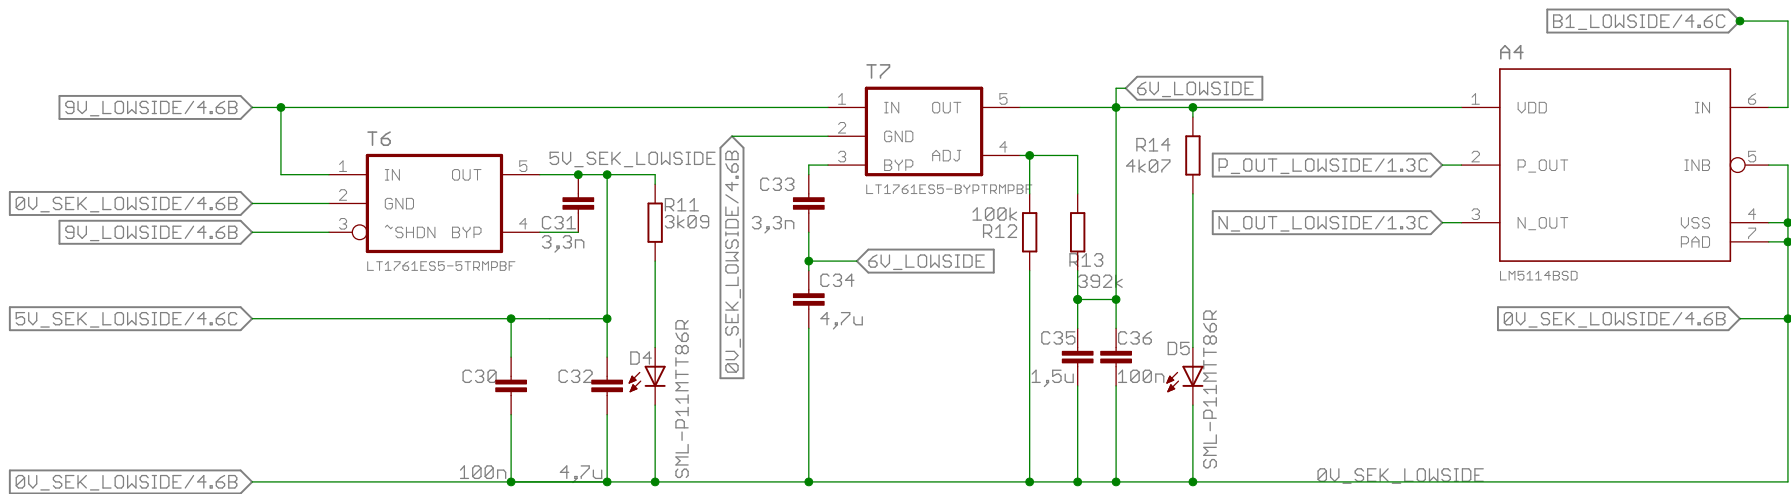 B1_LOWSIDE/4.6C
A4
T7
6V_LOWSIDE
9V_LOWSIDE/4.6B
1 IN OUT 5
1 VDD IN 6
2 GND
T6
R14
4k07
3 BYP ADJ 4
5V_SEK_LOWSIDE
P_OUT_LOWSIDE/1.3C
2 P_OUT INB 5
1 IN OUT 5
C33
LT1761ES5-BYPTRMPBF
0V_SEK_LOWSIDE/4.6B
2 GND
R11
3k09
3,3n
100k
R12
N_OUT_LOWSIDE/1.3C
3 N_OUT VSS 4
PAD 7
9V_LOWSIDE/4.6B
3 ~SHDN BYP 4
C31
3,3n
0V_SEK_LOWSIDE/4.6B
LT1761ES5-5TRMPBF
6V_LOWSIDE
R13
392k
LM5114BSD
C34
4,7u
5V_SEK_LOWSIDE/4.6C
0V_SEK_LOWSIDE/4.6B
C35
1,5u
C36
100n
D5
SML-P11MTT86R
C30
C32
D4
SML-P11MTT86R
100n
4,7u
0V_SEK_LOWSIDE/4.6B
0V_SEK_LOWSIDE